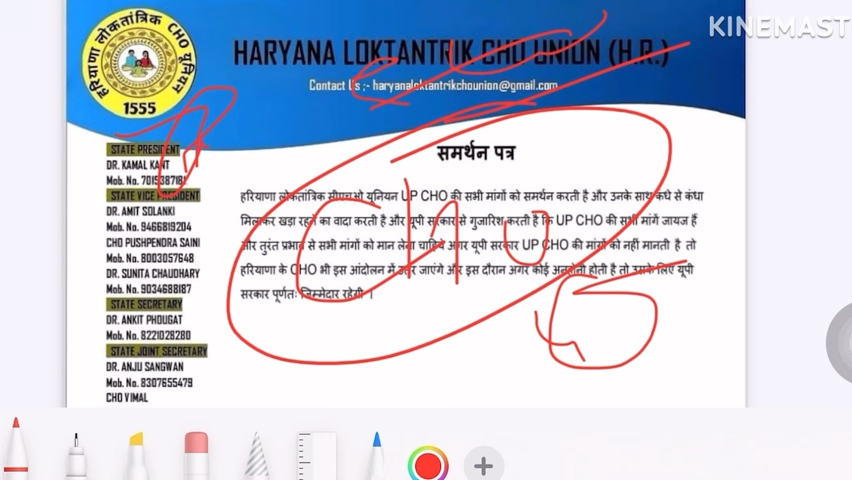 KINEMAST
हरियाणा लोकतांत्रिक CHO यूनियन
1555
HARYANA LOKTANTRIK CHO UNION (H.R.)
Contact Us ;- haryanaloktantrikchounion@gmail.com
समर्थन पत्र
STATE PRESIDENT
DR. KAMAL KANT
Mob. No. 7015387181
STATE VICE PRESIDENT
DR. AMIT SOLANKI
Mob. No. 9466819204
CHO PUSHPENDRA SAINI
Mob. No. 8003057648
DR. SUNITA CHAUDHARY
Mob. No. 9034688187
STATE SECRETARY
DR. ANKIT PHOUGAT
Mob. No. 8221028280
STATE JOINT SECRETARY
DR. ANJU SANGWAN
Mob. No. 8307655479
CHO VIMAL
हरियाणा लोकतांत्रिक सीएचओ यूनियन UP CHO की सभी मांगों को समर्थन करती है और उनके साथ कंधे से कंधा
मिलाकर खड़ा रहने का वादा करती है और यूपी सरकार से गुजारिश करती है कि UP CHO की सभी मांगें जायज हैं
और तुरंत प्रभाव से सभी मांगों को मान लेना चाहिये अगर यूपी सरकार UP CHO की मांगों को नहीं मानती है तो
हरियाणा के CHO भी इस आंदोलन में उतर जाएंगे और इस दौरान अगर कोई अनहोनी होती है तो उसके लिए यूपी
सरकार पूर्णतः जिम्मेदार रहेगी ।
CHO